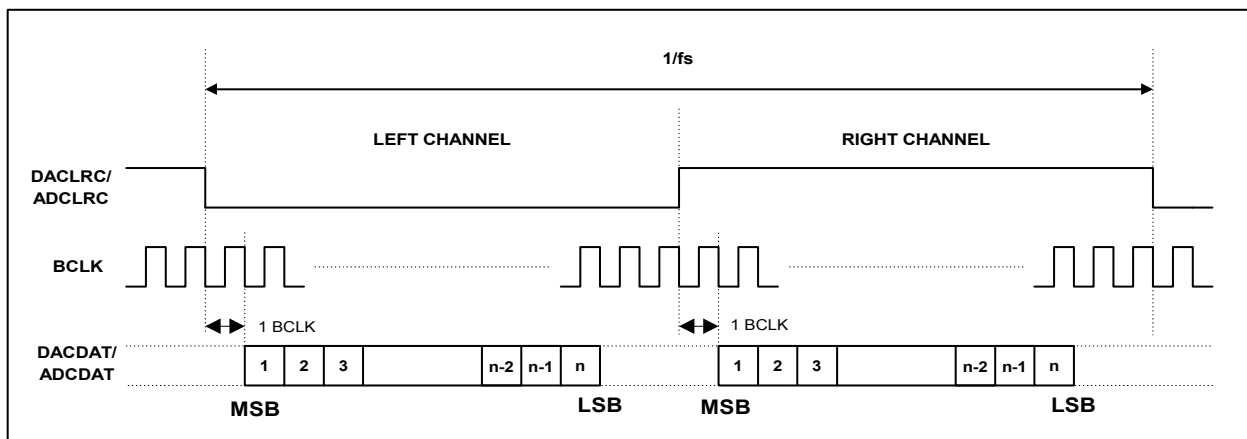 1/fs
LEFT CHANNEL
RIGHT CHANNEL
DACLRC/
ADCLRC
BCLK
1 BCLK
1 BCLK
DACDAT/
ADCDAT
1 2 3 n-2 n-1 n
1 2 3 n-2 n-1 n
MSB
LSB
MSB
LSB